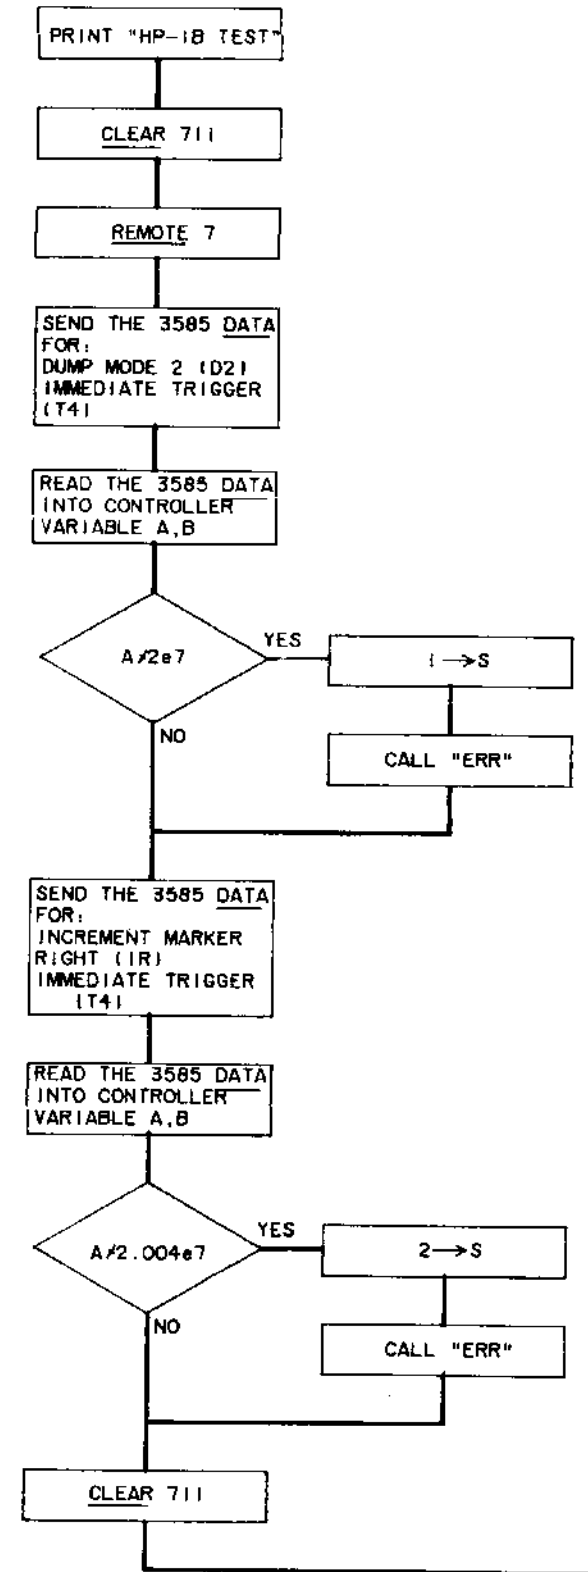 PRINT "HP-IB TEST"
CLEAR 711
REMOTE 7
SEND THE 3585 DATA
FOR:
DUMP MODE 2 (D2)
IMMEDIATE TRIGGER
(T4)
READ THE 3585 DATA
INTO CONTROLLER
VARIABLE A,B
A≠2e7
YES
1→S
NO
CALL "ERR"
SEND THE 3585 DATA
FOR:
INCREMENT MARKER
RIGHT (IR)
IMMEDIATE TRIGGER
(T4)
READ THE 3585 DATA
INTO CONTROLLER
VARIABLE A,B
A≠2.004e7
YES
2→S
NO
CALL "ERR"
CLEAR 711